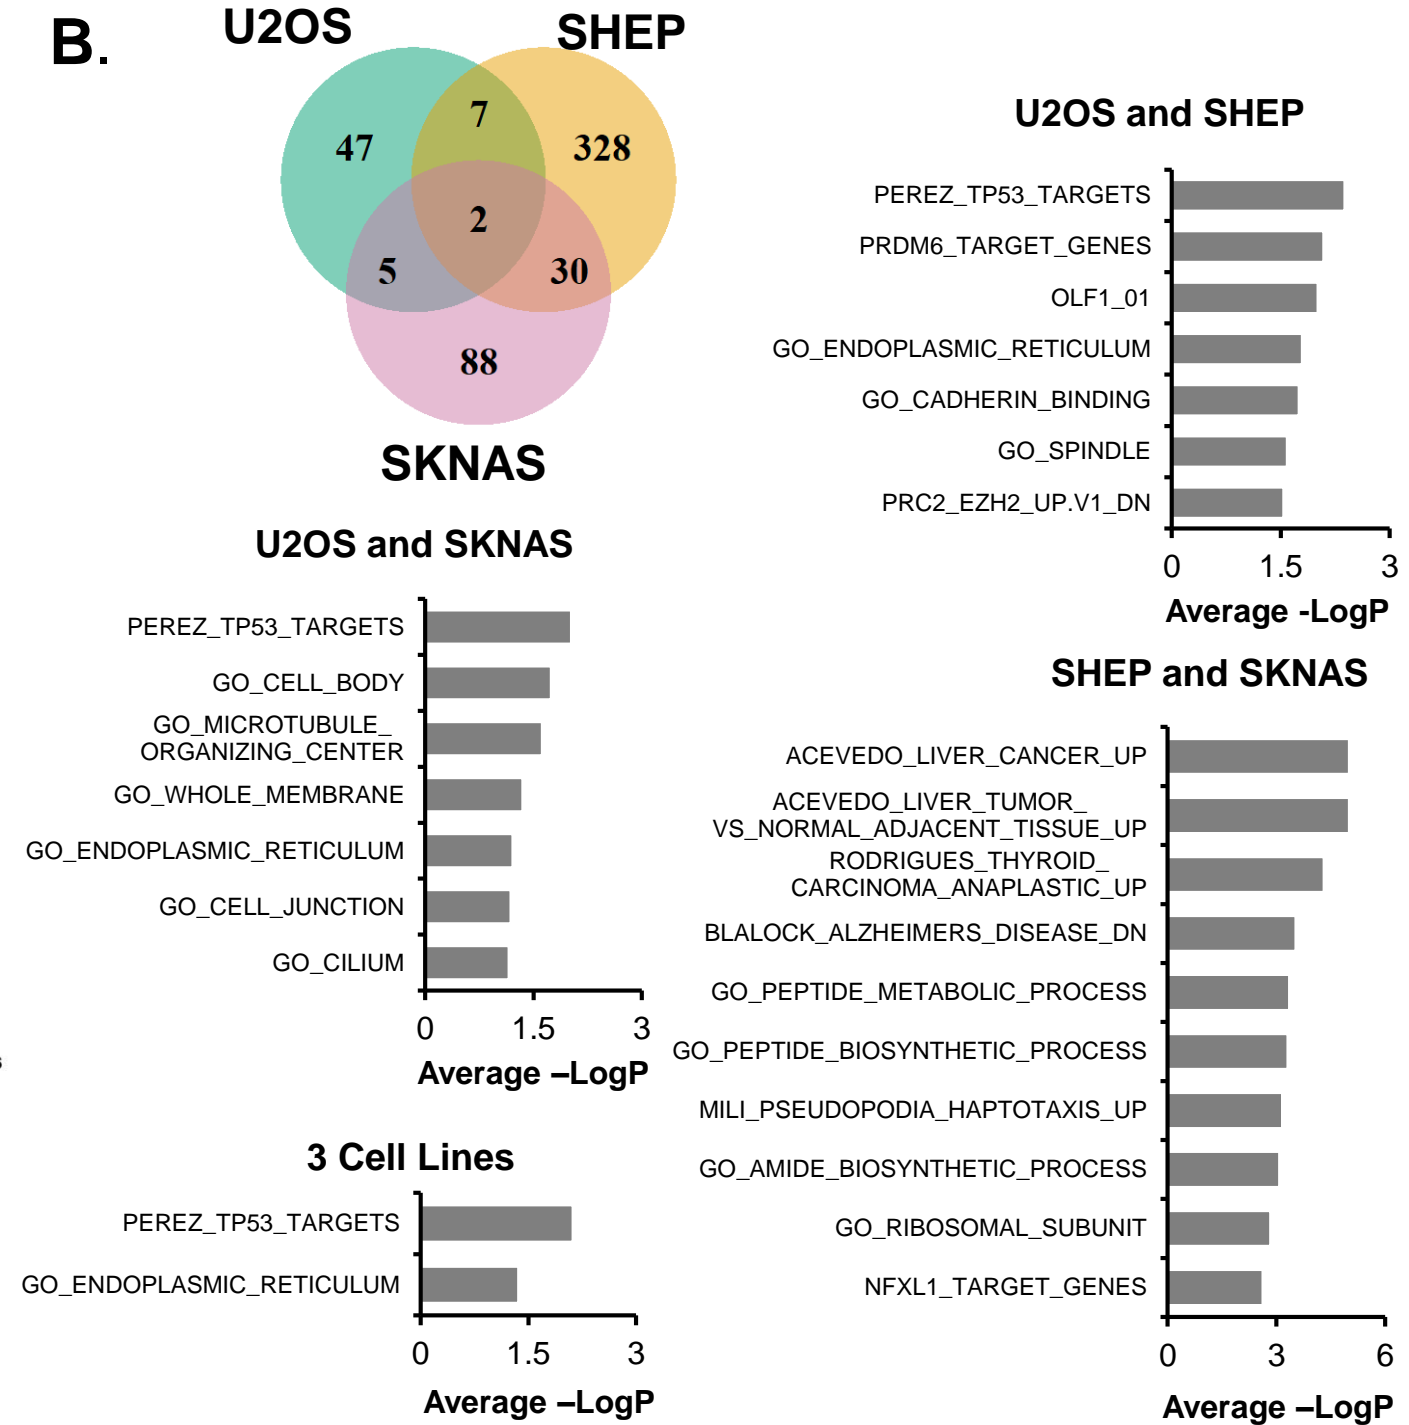 B.
U2OS
SHEP
47
7
328
2
5
30
88
SKNAS
U2OS and SHEP
PEREZ_TP53_TARGETS
PRDM6_TARGET_GENES
OLF1_01
GO_ENDOPLASMIC_RETICULUM
GO_CADHERIN_BINDING
GO_SPINDLE
PRC2_EZH2_UP.V1_DN
0 1.5 3
Average -LogP
U2OS and SKNAS
PEREZ_TP53_TARGETS
GO_CELL_BODY
GO_MICROTUBULE_
ORGANIZING_CENTER
GO_WHOLE_MEMBRANE
GO_ENDOPLASMIC_RETICULUM
GO_CELL_JUNCTION
GO_CILIUM
0 1.5 3
Average –LogP
SHEP and SKNAS
ACEVEDO_LIVER_CANCER_UP
ACEVEDO_LIVER_TUMOR_
VS_NORMAL_ADJACENT_TISSUE_UP
RODRIGUES_THYROID_
CARCINOMA_ANAPLASTIC_UP
BLALOCK_ALZHEIMERS_DISEASE_DN
GO_PEPTIDE_METABOLIC_PROCESS
GO_PEPTIDE_BIOSYNTHETIC_PROCESS
MILI_PSEUDOPODIA_HAPTOTAXIS_UP
GO_AMIDE_BIOSYNTHETIC_PROCESS
GO_RIBOSOMAL_SUBUNIT
NFXL1_TARGET_GENES
0 3 6
Average –LogP
3 Cell Lines
PEREZ_TP53_TARGETS
GO_ENDOPLASMIC_RETICULUM
0 1.5 3
Average –LogP